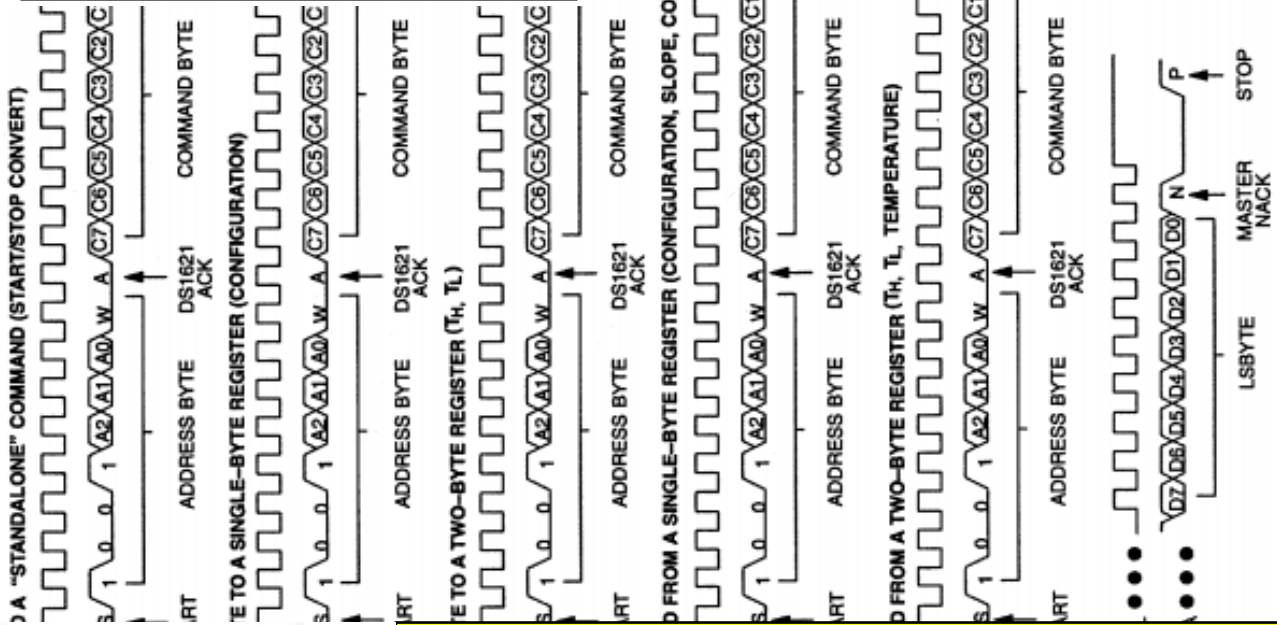 D A "STANDALONE" COMMAND (START/STOP CONVERT)
S 1 0 0 1 A2 A1 A0 W A C7 C6 C5 C4 C3 C2 C
ART ADDRESS BYTE DS1621 COMMAND BYTE
ACK
TE TO A SINGLE–BYTE REGISTER (CONFIGURATION)
S 1 0 0 1 A2 A1 A0 W A C7 C6 C5 C4 C3 C2 C
ART ADDRESS BYTE DS1621 COMMAND BYTE
ACK
TE TO A TWO–BYTE REGISTER (TH, TL)
S 1 0 0 1 A2 A1 A0 W A C7 C6 C5 C4 C3 C2 C
ART ADDRESS BYTE DS1621 COMMAND BYTE
ACK
D FROM A SINGLE–BYTE REGISTER (CONFIGURATION, SLOPE, CO
S 1 0 0 1 A2 A1 A0 W A C7 C6 C5 C4 C3 C2 C1
ART ADDRESS BYTE DS1621 COMMAND BYTE
ACK
D FROM A TWO–BYTE REGISTER (TH, TL, TEMPERATURE)
S 1 0 0 1 A2 A1 A0 W A C7 C6 C5 C4 C3 C2 C1
ART ADDRESS BYTE DS1621 COMMAND BYTE
ACK
D7 D6 D5 D4 D3 D2 D1 D0 N P
LSBYTE MASTER STOP
NACK